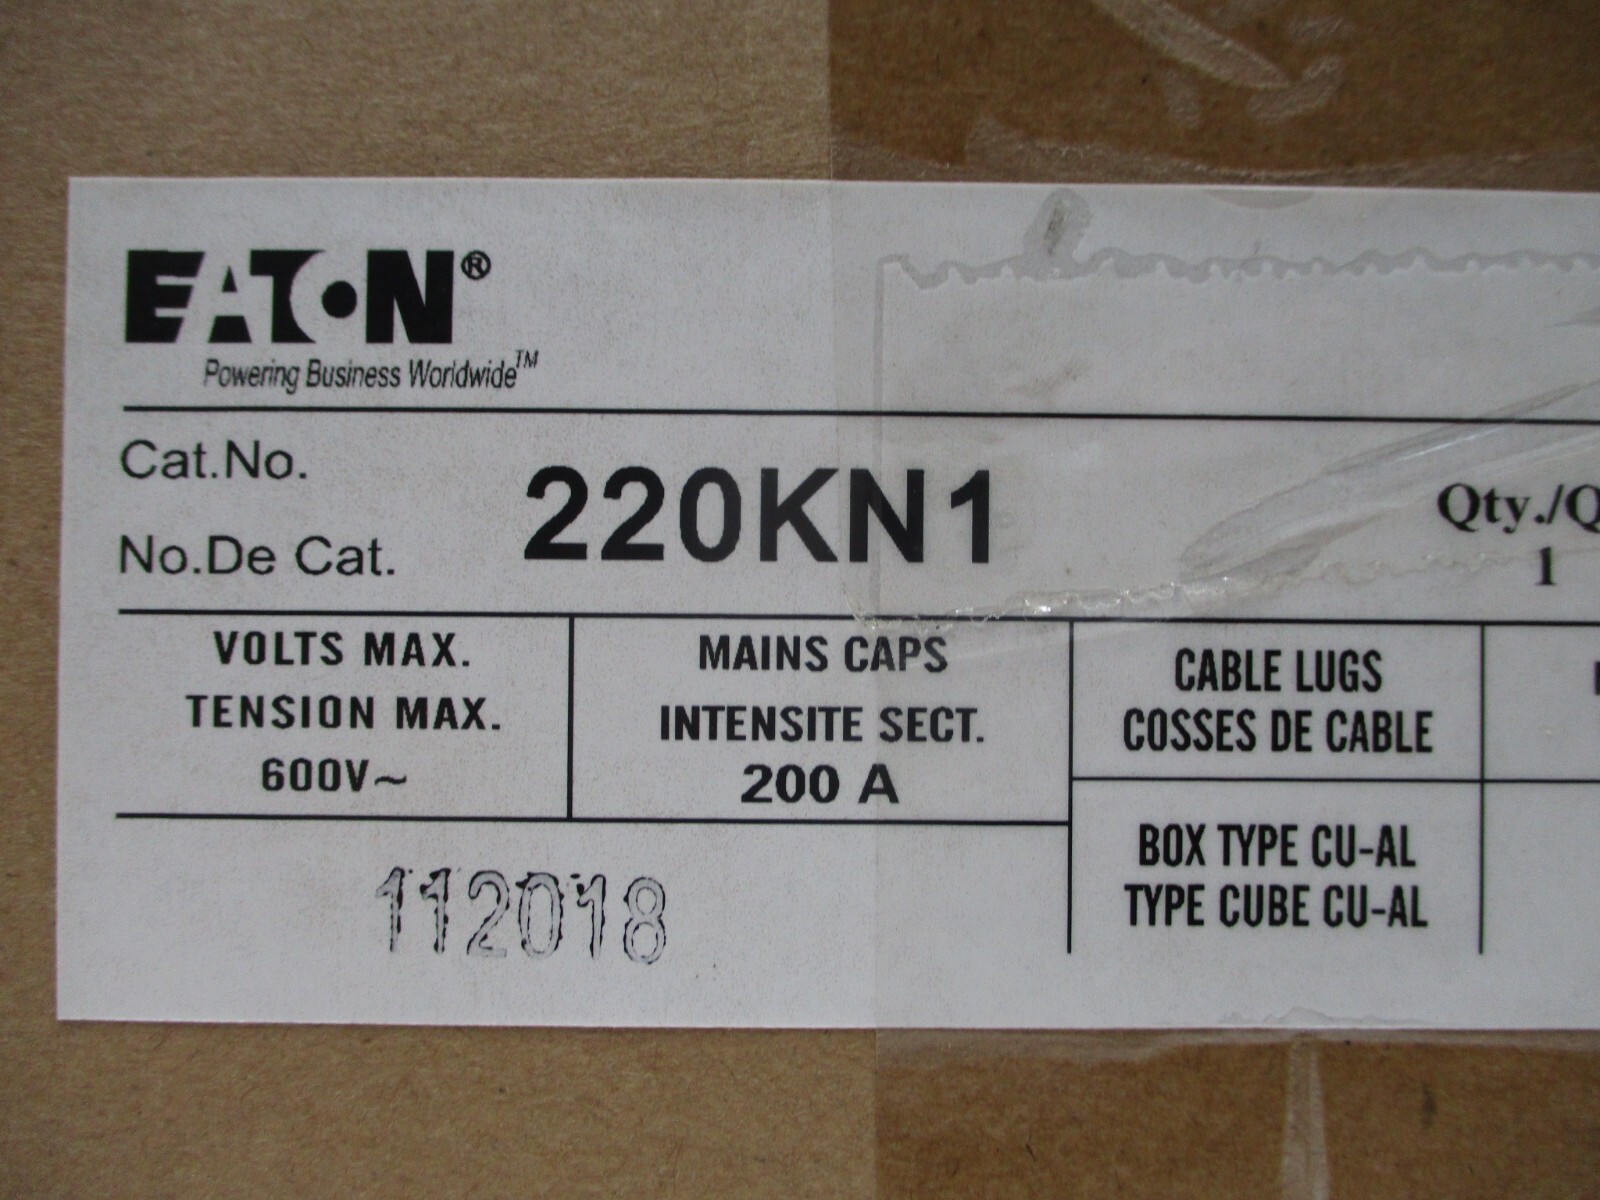 EATON®
Powering Business Worldwide™
Cat.No.
No.De Cat.
220KN1
Qty./Q
1
VOLTS MAX.
TENSION MAX.
600V~
MAINS CAPS
INTENSITE SECT.
200 A
CABLE LUGS
COSSES DE CABLE
BOX TYPE CU-AL
TYPE CUBE CU-AL
112018